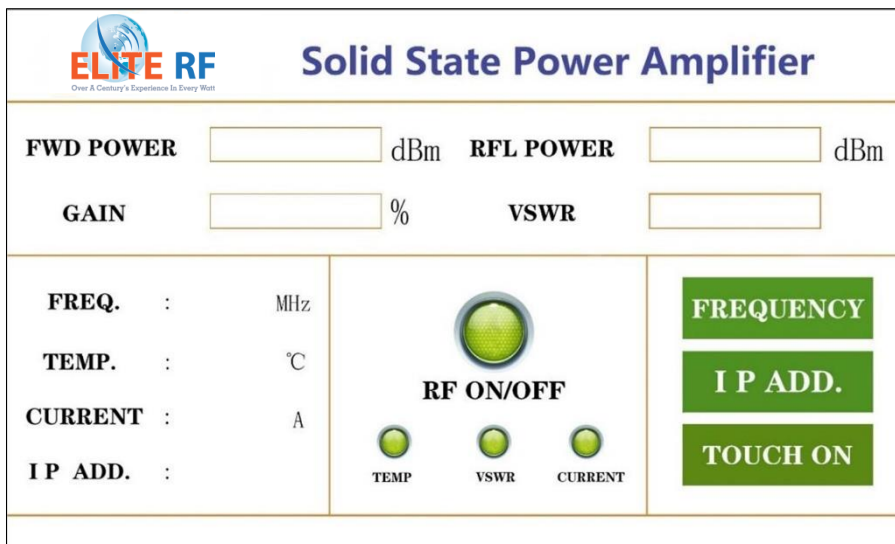 ELITE RF
Over A Century's Experience In Every Watt
Solid State Power Amplifier
FWD POWER dBm RFL POWER dBm
GAIN % VSWR
FREQ. : MHz
TEMP. : ℃
CURRENT : A
I P ADD. :
RF ON/OFF
TEMP VSWR CURRENT
FREQUENCY
I P ADD.
TOUCH ON